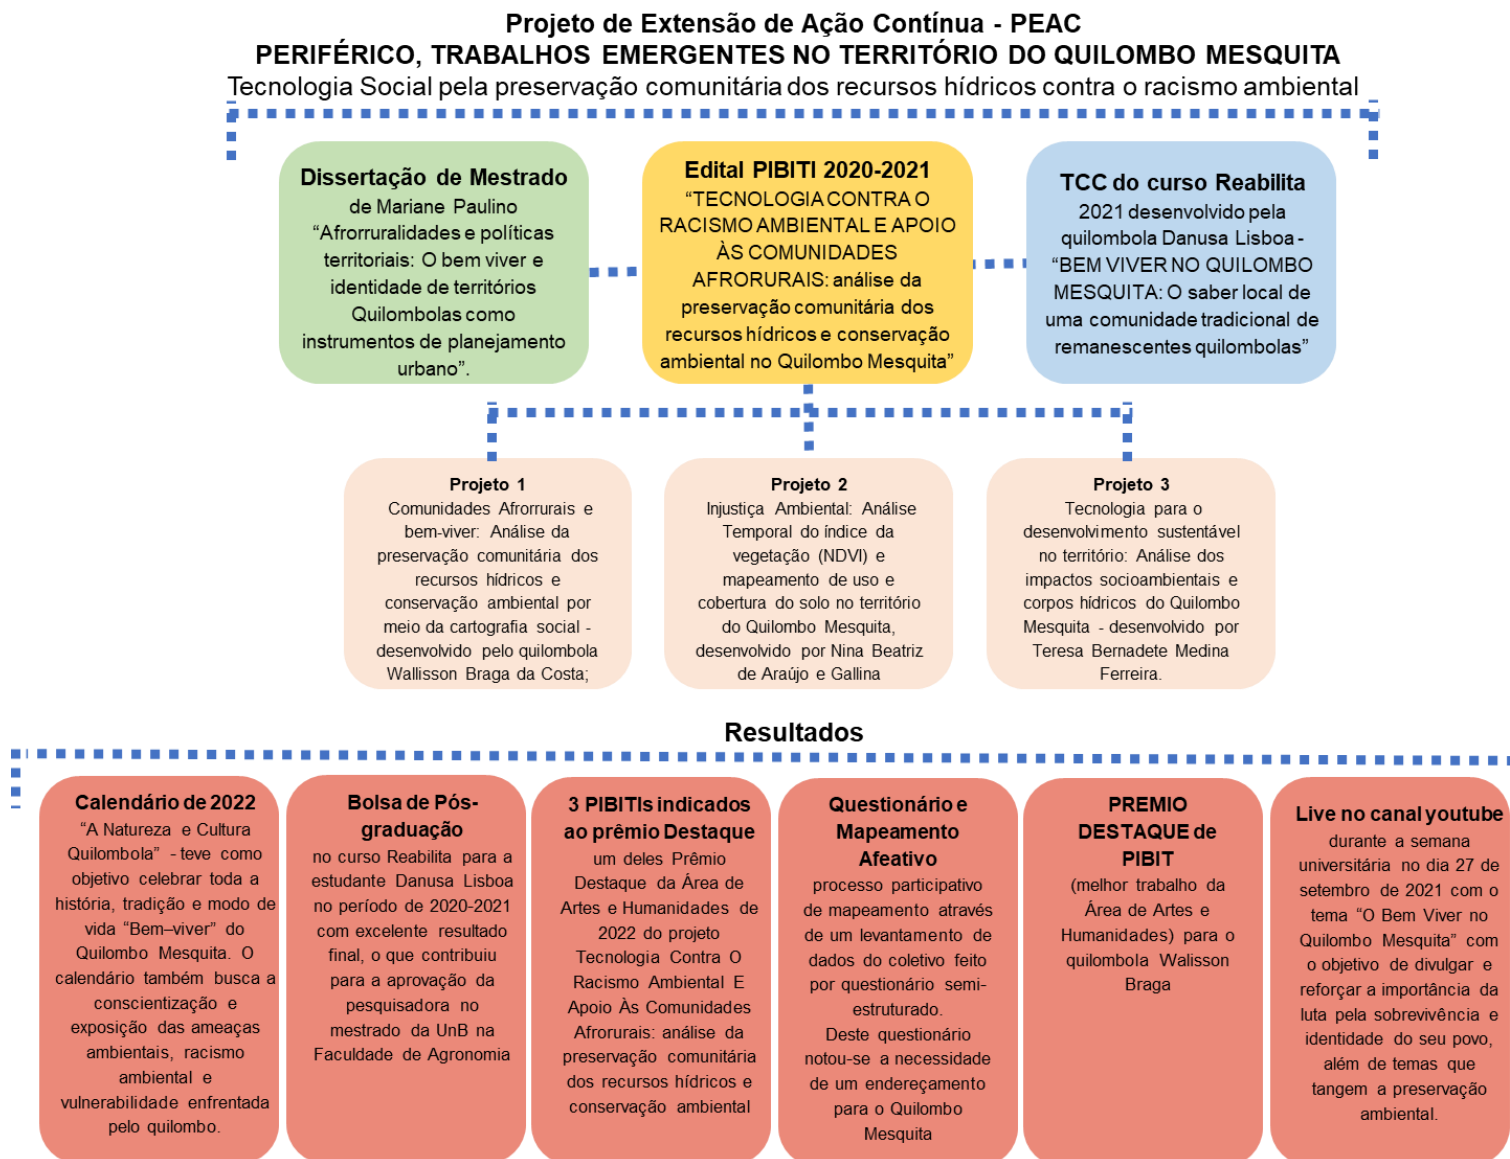 Projeto de Extensão de Ação Contínua - PEAC
PERIFÉRICO, TRABALHOS EMERGENTES NO TERRITÓRIO DO QUILOMBO MESQUITA
Tecnologia Social pela preservação comunitária dos recursos hídricos contra o racismo ambiental
Dissertação de Mestrado
de Mariane Paulino
“Afrorruralidades e políticas
territoriais: O bem viver e
identidade de territórios
Quilombolas como
instrumentos de planejamento
urbano”.
Edital PIBITI 2020-2021
“TECNOLOGIA CONTRA O
RACISMO AMBIENTAL E APOIO
ÀS COMUNIDADES
AFRORURAIS: análise da
preservação comunitária dos
recursos hídricos e conservação
ambiental no Quilombo Mesquita”
TCC do curso Reabilita
2021 desenvolvido pela
quilombola Danusa Lisboa -
“BEM VIVER NO QUILOMBO
MESQUITA: O saber local de
uma comunidade tradicional de
remanescentes quilombolas”
Projeto 1
Comunidades Afrorrurais e
bem-viver: Análise da
preservação comunitária dos
recursos hídricos e
conservação ambiental por
meio da cartografia social -
desenvolvido pelo quilombola
Wallisson Braga da Costa;
Projeto 2
Injustiça Ambiental: Análise
Temporal do índice da
vegetação (NDVI) e
mapeamento de uso e
cobertura do solo no território
do Quilombo Mesquita,
desenvolvido por Nina Beatriz
de Araújo e Gallina
Projeto 3
Tecnologia para o
desenvolvimento sustentável
no território: Análise dos
impactos socioambientais e
corpos hídricos do Quilombo
Mesquita - desenvolvido por
Teresa Bernadete Medina
Ferreira.
Resultados
Calendário de 2022
“A Natureza e Cultura
Quilombola” - teve como
objetivo celebrar toda a
história, tradição e modo de
vida “Bem–viver” do
Quilombo Mesquita. O
calendário também busca a
conscientização e
exposição das ameaças
ambientais, racismo
ambiental e
vulnerabilidade enfrentada
pelo quilombo.
Bolsa de Pós-
graduação
no curso Reabilita para a
estudante Danusa Lisboa
no período de 2020-2021
com excelente resultado
final, o que contribuiu
para a aprovação da
pesquisadora no
mestrado da UnB na
Faculdade de Agronomia
3 PIBITIs indicados
ao prêmio Destaque
um deles Prêmio
Destaque da Área de
Artes e Humanidades de
2022 do projeto
Tecnologia Contra O
Racismo Ambiental E
Apoio Às Comunidades
Afrorurais: análise da
preservação comunitária
dos recursos hídricos e
conservação ambiental
Questionário e
Mapeamento
Afeativo
processo participativo
de mapeamento através
de um levantamento de
dados do coletivo feito
por questionário semi-
estruturado.
Deste questionário
notou-se a necessidade
de um endereçamento
para o Quilombo
Mesquita
PREMIO
DESTAQUE de
PIBIT
(melhor trabalho da
Área de Artes e
Humanidades) para o
quilombola Walisson
Braga
Live no canal youtube
durante a semana
universitária no dia 27 de
setembro de 2021 com o
tema “O Bem Viver no
Quilombo Mesquita” com
o objetivo de divulgar e
reforçar a importância da
luta pela sobrevivência e
identidade do seu povo,
além de temas que
tangem a preservação
ambiental.